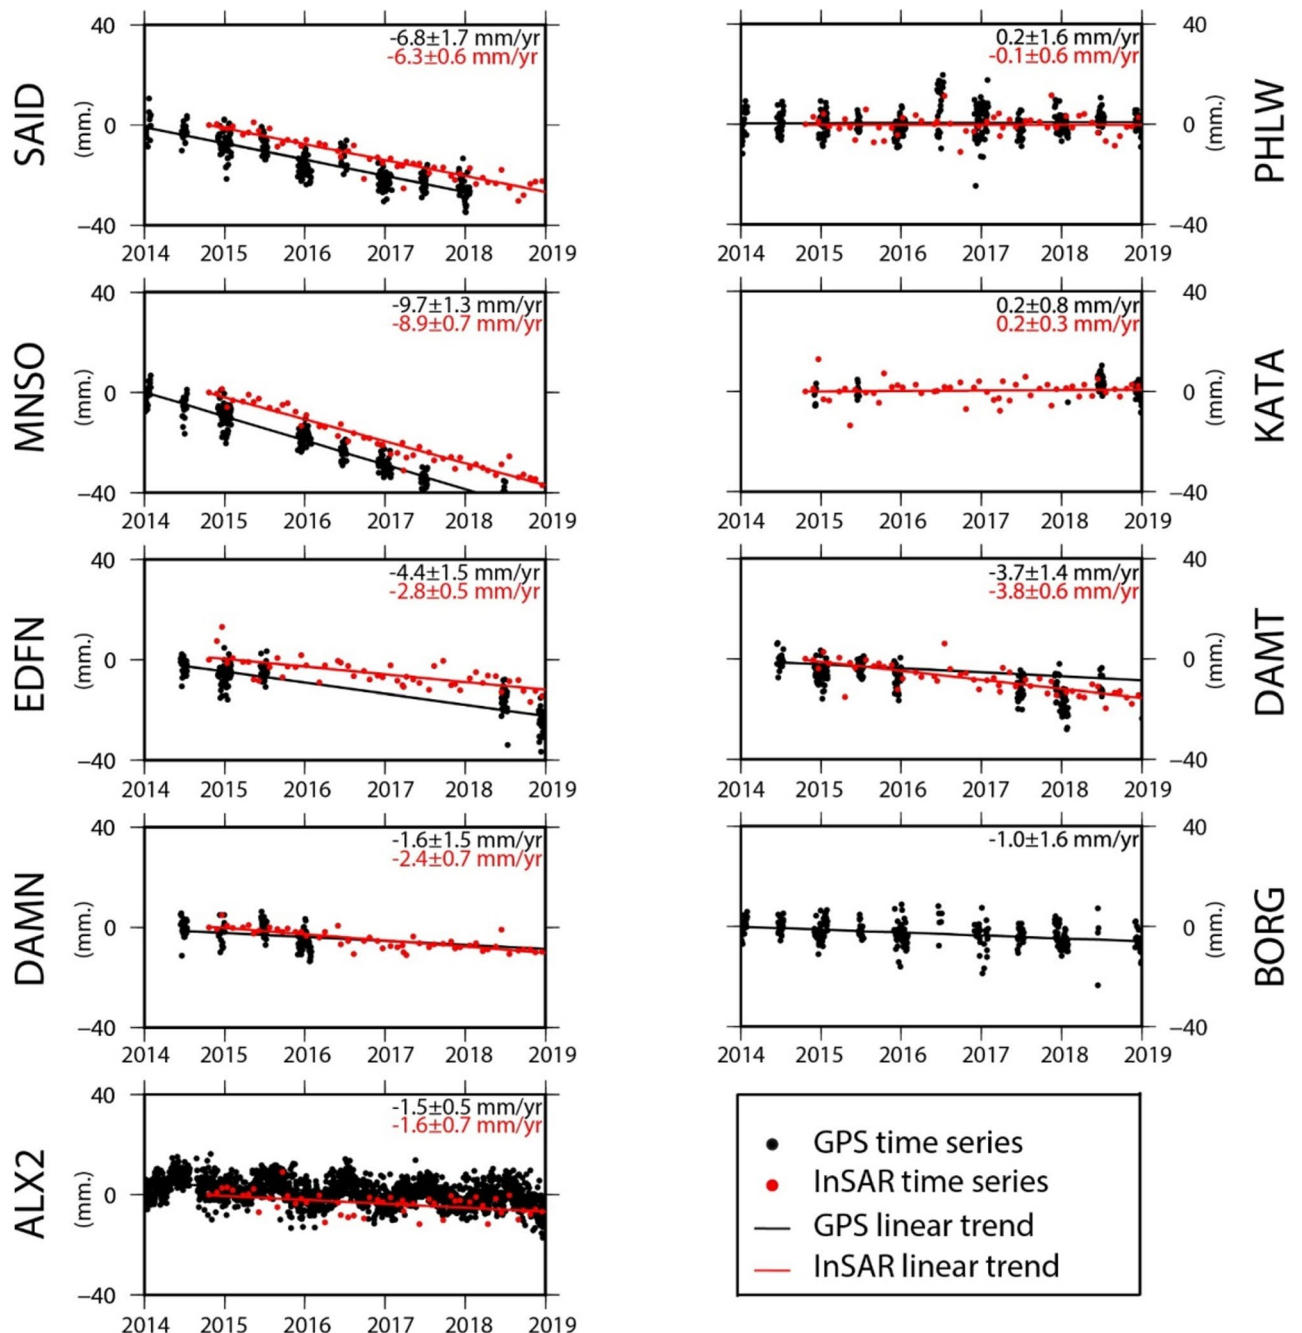 SAID
(mm.)
40
0
−40
-6.8±1.7 mm/yr
-6.3±0.6 mm/yr
2014 2015 2016 2017 2018 2019
PHLW
(mm.)
40
0
−40
0.2±1.6 mm/yr
-0.1±0.6 mm/yr
2014 2015 2016 2017 2018 2019
MNSO
(mm.)
40
0
−40
-9.7±1.3 mm/yr
-8.9±0.7 mm/yr
2014 2015 2016 2017 2018 2019
KATA
(mm.)
40
0
−40
0.2±0.8 mm/yr
0.2±0.3 mm/yr
2014 2015 2016 2017 2018 2019
EDFN
(mm.)
40
0
−40
-4.4±1.5 mm/yr
-2.8±0.5 mm/yr
2014 2015 2016 2017 2018 2019
DAMT
(mm.)
40
0
−40
-3.7±1.4 mm/yr
-3.8±0.6 mm/yr
2014 2015 2016 2017 2018 2019
DAMN
(mm.)
40
0
−40
-1.6±1.5 mm/yr
-2.4±0.7 mm/yr
2014 2015 2016 2017 2018 2019
BORG
(mm.)
40
0
−40
-1.0±1.6 mm/yr
2014 2015 2016 2017 2018 2019
ALX2
(mm.)
40
0
−40
-1.5±0.5 mm/yr
-1.6±0.7 mm/yr
2014 2015 2016 2017 2018 2019
GPS time series
InSAR time series
GPS linear trend
InSAR linear trend